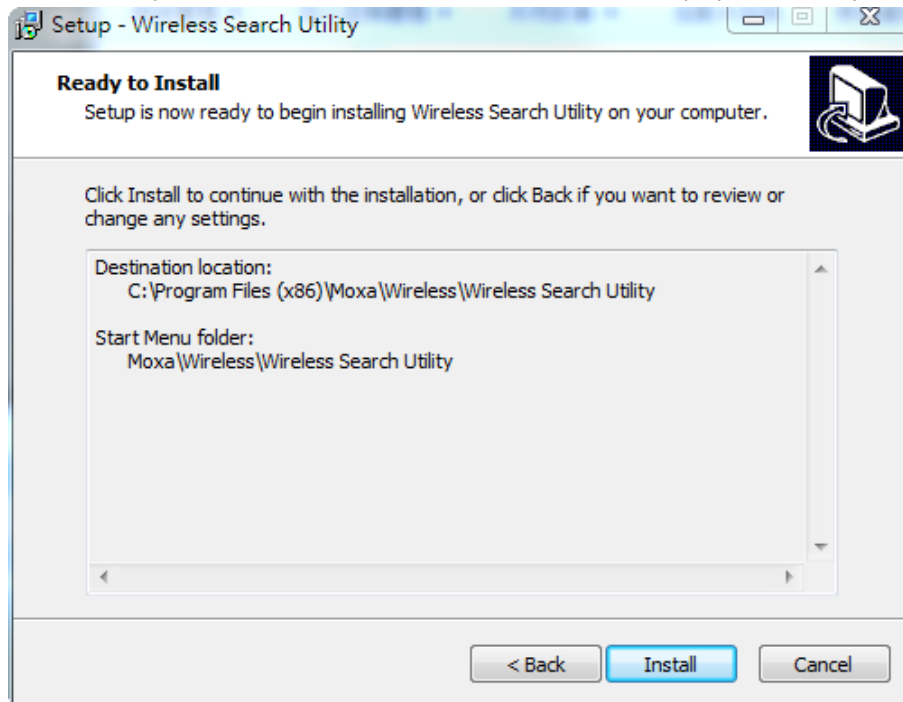 Setup - Wireless Search Utility
Ready to Install
Setup is now ready to begin installing Wireless Search Utility on your computer.
Click Install to continue with the installation, or click Back if you want to review or
change any settings.
Destination location:
C:\Program Files (x86)\Moxa\Wireless\Wireless Search Utility
Start Menu folder:
Moxa\Wireless\Wireless Search Utility
< Back
Install
Cancel